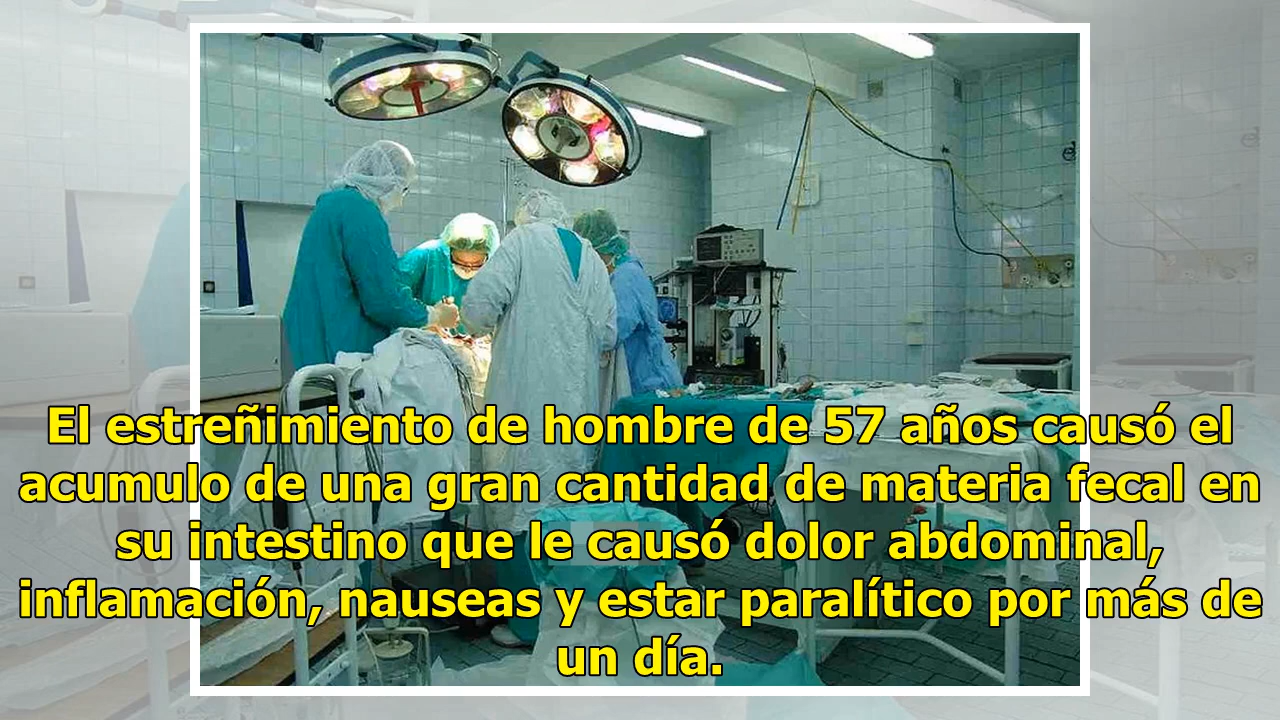 El estreñimiento de hombre de 57 años causó el
acumulo de una gran cantidad de materia fecal en
su intestino que le causó dolor abdominal,
inflamación, nauseas y estar paralítico por más de
un día.